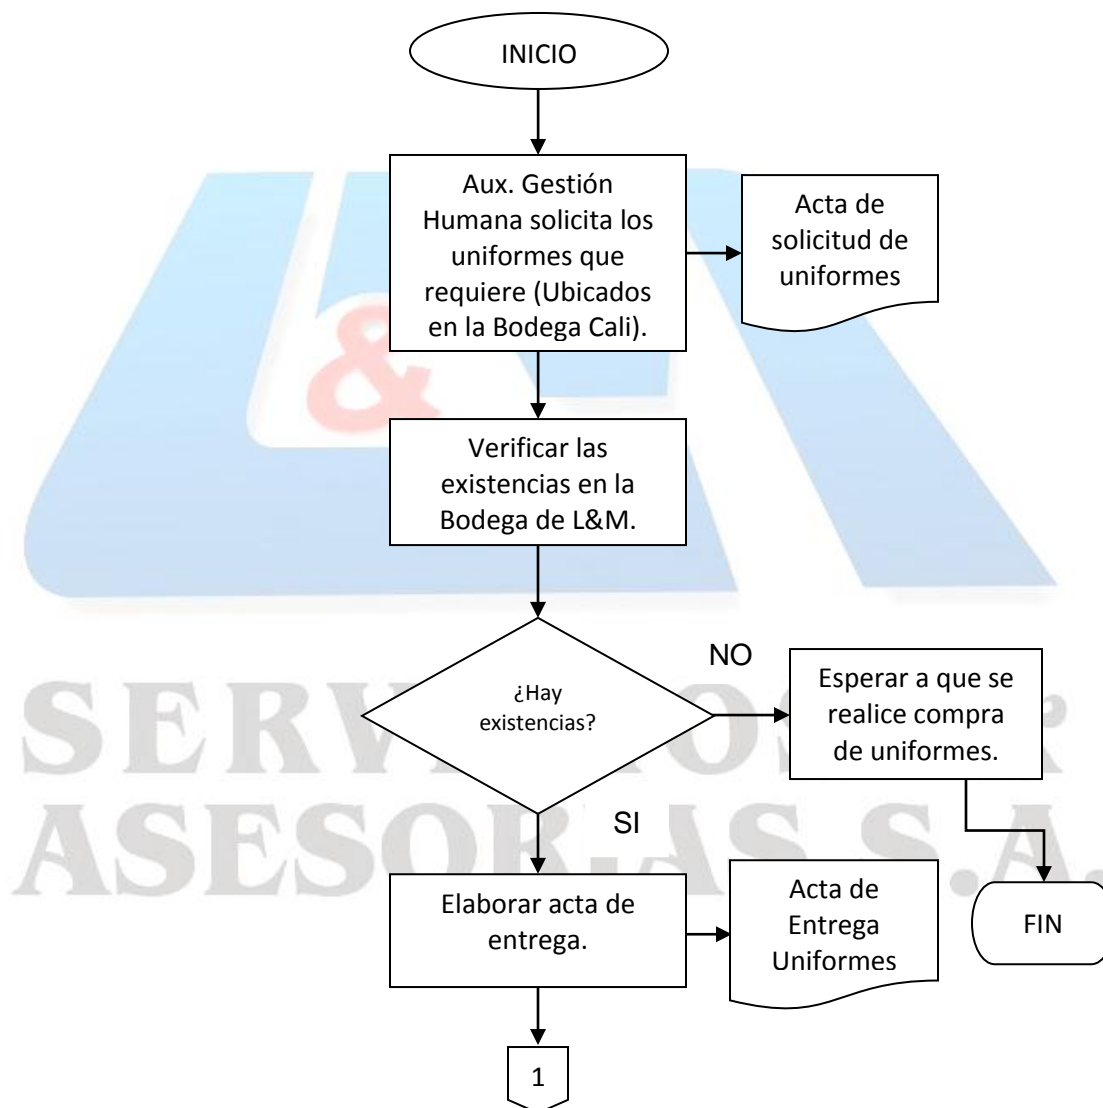 INICIO
Aux. Gestión
Humana solicita los
uniformes que
requiere (Ubicados
en la Bodega Cali).
Acta de
solicitud de
uniformes
&
Verificar las
existencias en la
Bodega de L&M.
¿Hay
existencias?
NO
Esperar a que se
realice compra
de uniformes.
SI
Elaborar acta de
entrega.
Acta de
Entrega
Uniformes
FIN
1